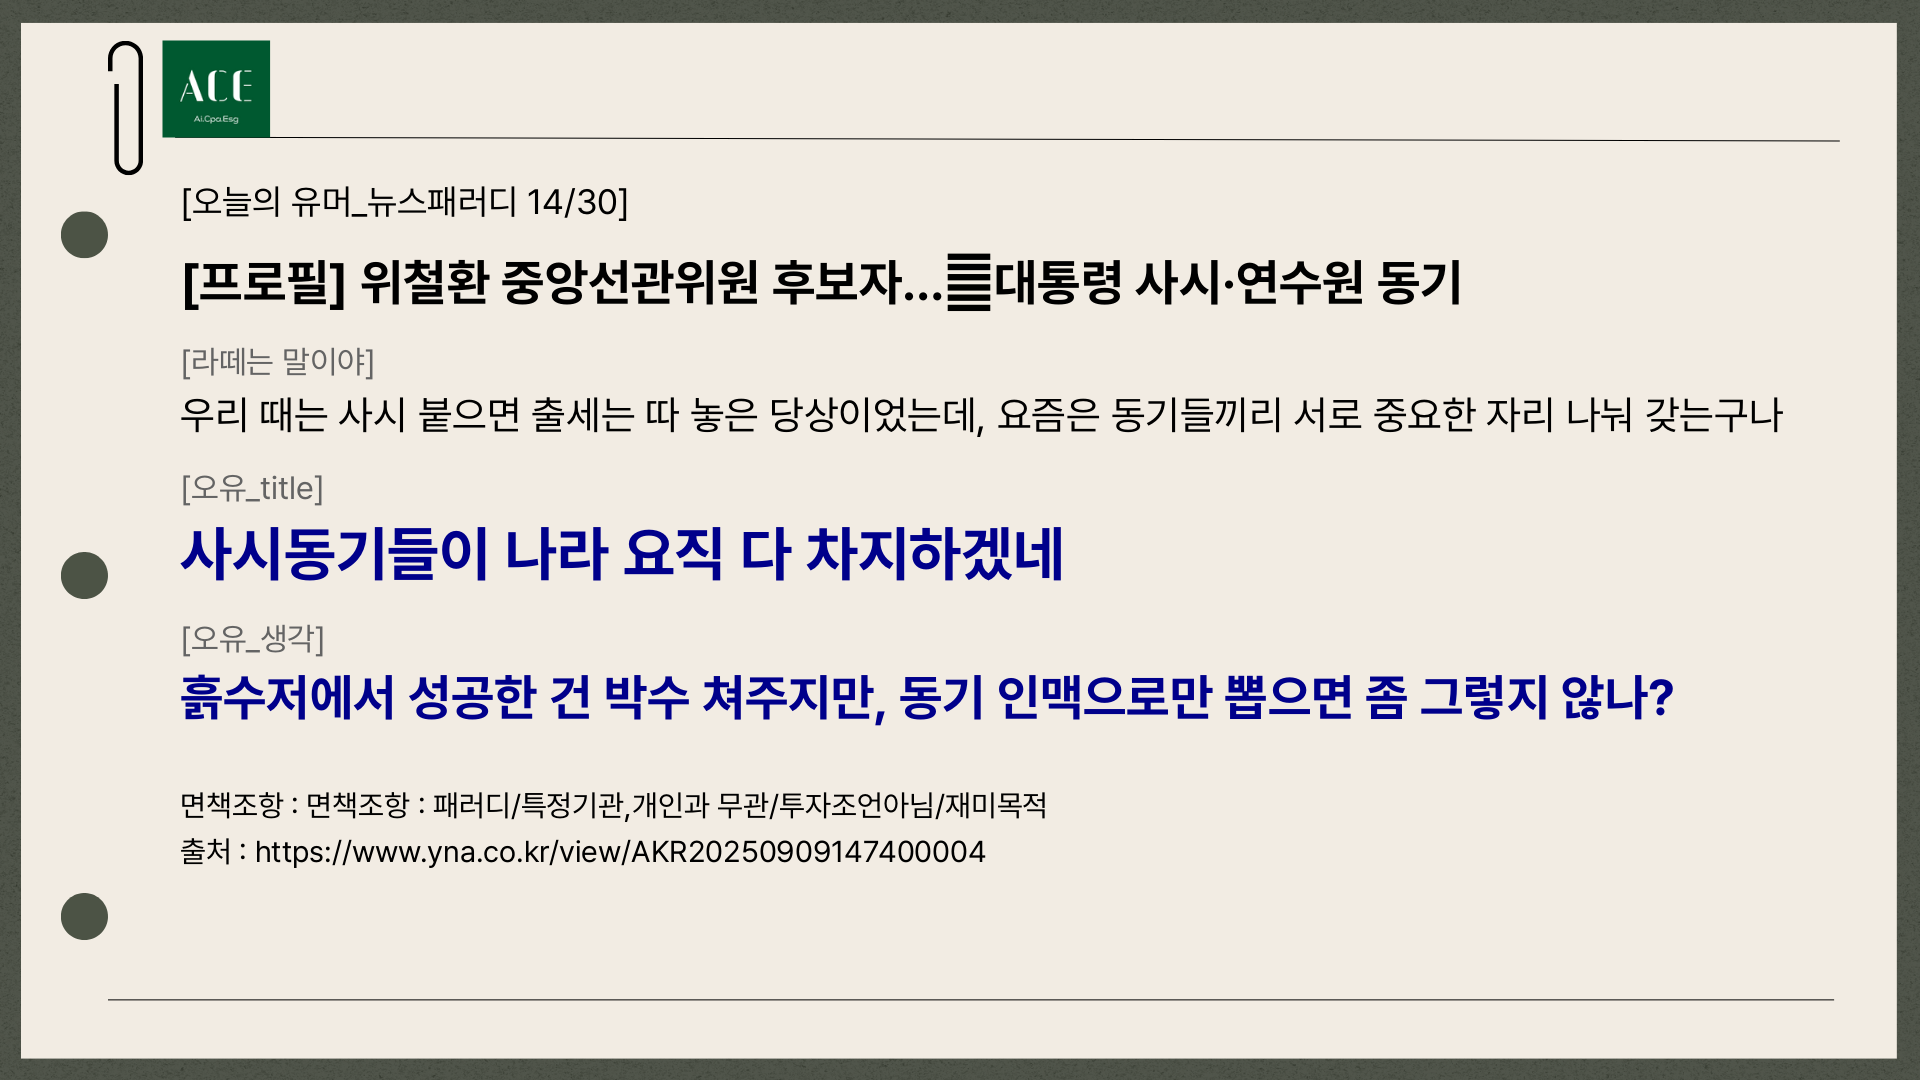 ACE
Ai.Cpa.Esg
[오늘의 유머_뉴스패러디 14/30]
[프로필] 위철환 중앙선관위원 후보자...대통령 사시·연수원 동기
[라떼는 말이야]
우리 때는 사시 붙으면 출세는 따 놓은 당상이었는데, 요즘은 동기들끼리 서로 중요한 자리 나눠 갖는구나
[오유_title]
사시동기들이 나라 요직 다 차지하겠네
[오유_생각]
흙수저에서 성공한 건 박수 쳐주지만, 동기 인맥으로만 뽑으면 좀 그렇지 않나?
면책조항 : 면책조항 : 패러디/특정기관,개인과 무관/투자조언아님/재미목적
출처 : https://www.yna.co.kr/view/AKR20250909147400004